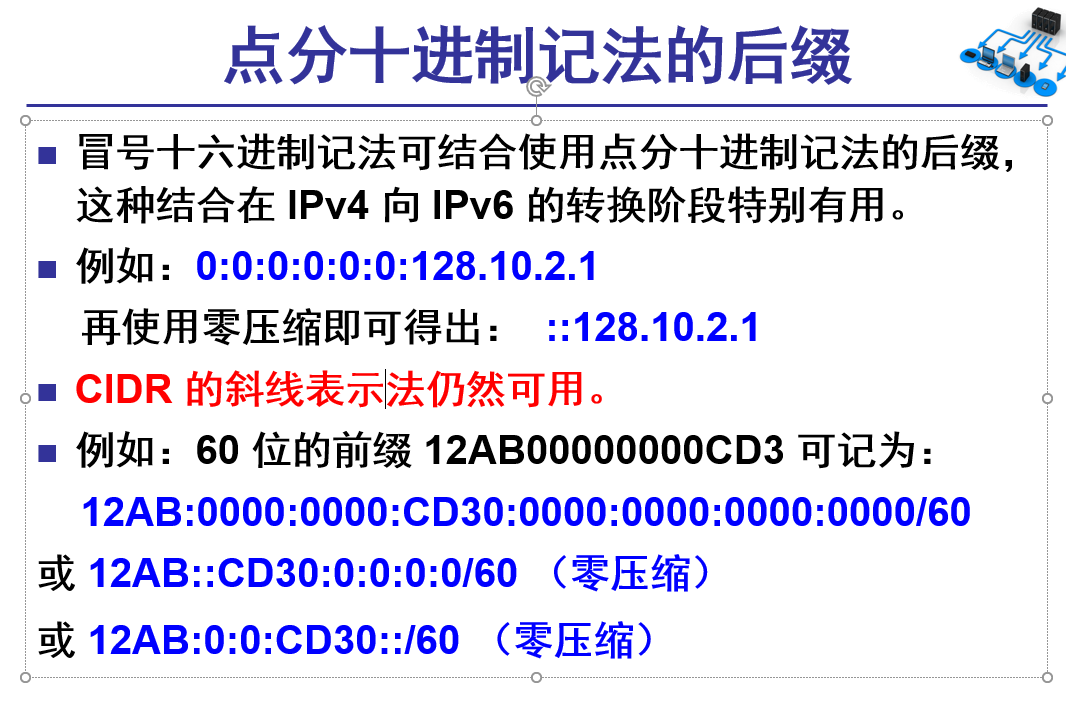 点分十进制记法的后缀
冒号十六进制记法可结合使用点分十进制记法的后缀，
这种结合在 IPv4 向 IPv6 的转换阶段特别有用。
例如：0:0:0:0:0:0:128.10.2.1
再使用零压缩即可得出： ::128.10.2.1
CIDR 的斜线表示法仍然可用。
例如：60 位的前缀 12AB00000000CD3 可记为：
12AB:0000:0000:CD30:0000:0000:0000:0000/60
或 12AB::CD30:0:0:0:0/60 （零压缩）
或 12AB:0:0:CD30::/60 （零压缩）